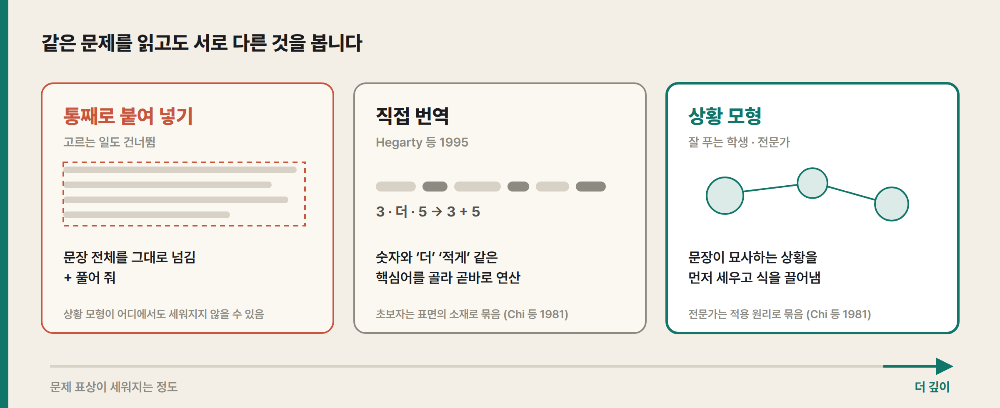 같은 문제를 읽고도 서로 다른 것을 봅니다
통째로 붙여 넣기
고르는 일도 건너뜀
문장 전체를 그대로 넘김
+ 풀어 줘
상황 모형이 어디에서도 세워지지 않을 수 있음
직접 번역
Hegarty 등 1995
3 · 더 · 5 → 3 + 5
숫자와 ‘더’ ‘적게’ 같은
핵심어를 골라 곧바로 연산
초보자는 표면의 소재로 묶음 (Chi 등 1981)
상황 모형
잘 푸는 학생 · 전문가
문장이 묘사하는 상황을
먼저 세우고 식을 끌어냄
전문가는 적용 원리로 묶음 (Chi 등 1981)
문제 표상이 세워지는 정도
더 깊이